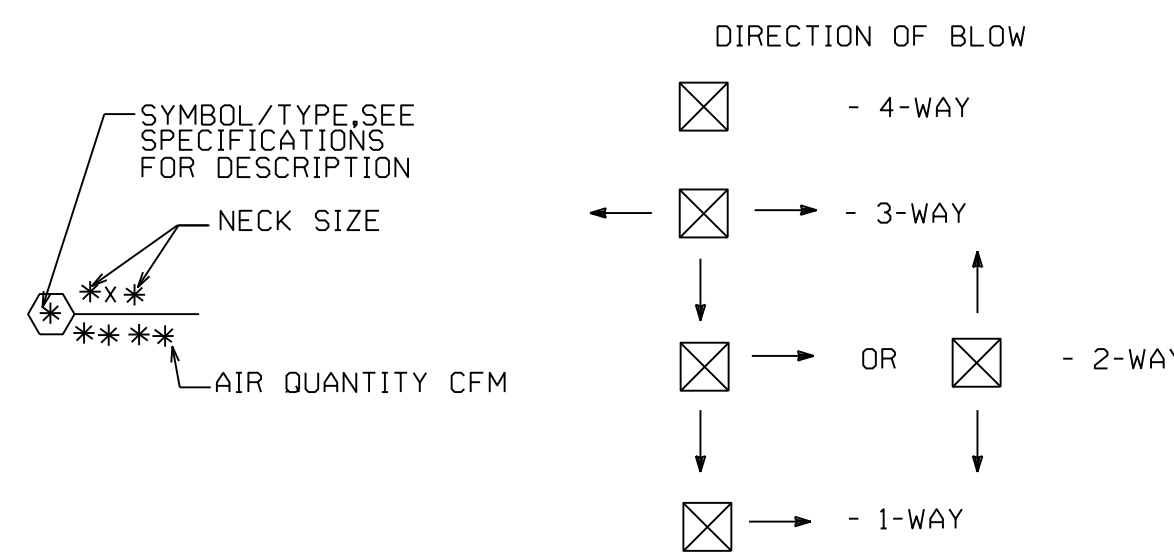 DIRECTION OF BLOW
SYMBOL/TYPE,SEE
SPECIFICATIONS
FOR DESCRIPTION
NECK SIZE
*X*
*
****
AIR QUANTITY CFM
- 4-WAY
- 3-WAY
OR
- 2-WAY
- 1-WAY